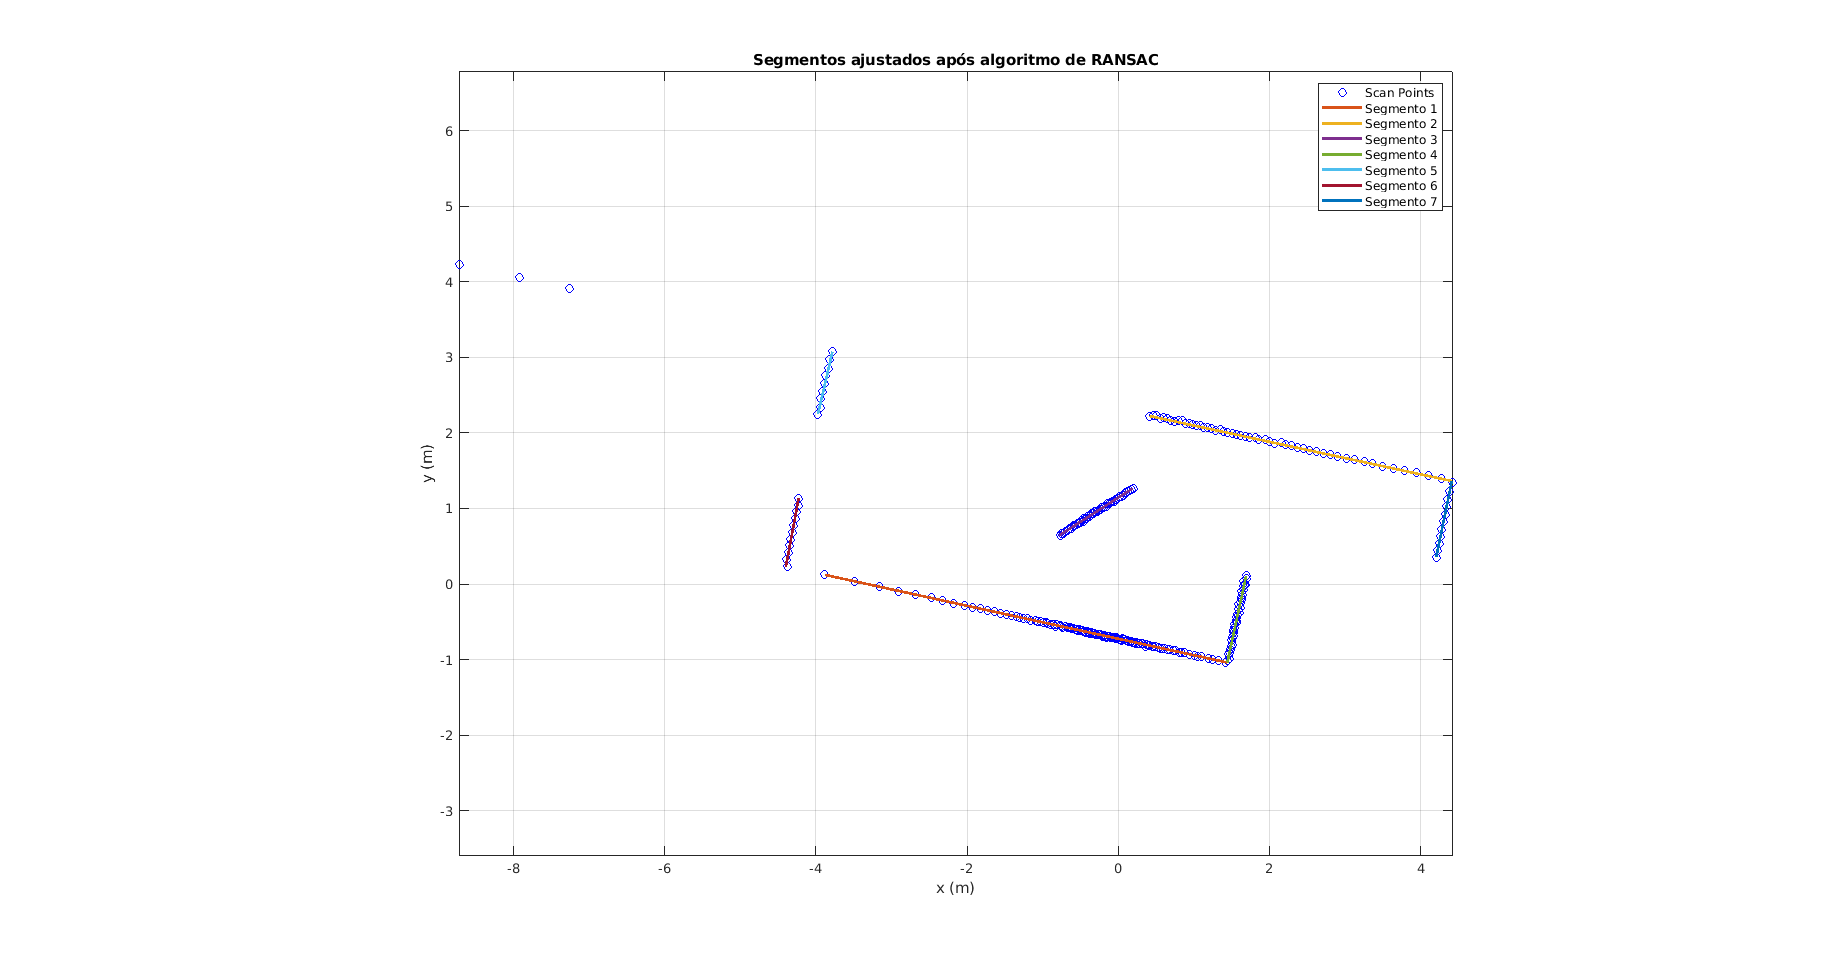 Segmentos ajustados após algoritmo de RANSAC
Scan Points
Segmento 1
Segmento 2
Segmento 3
Segmento 4
Segmento 5
Segmento 6
Segmento 7
6
5
4
3
2
1
0
-1
-2
-3
y (m)
-8 -6 -4 -2 0 2 4
x (m)